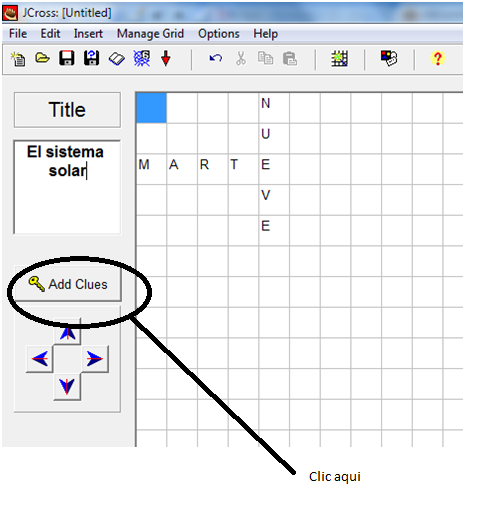 JCross: [Untitled]
File Edit Insert Manage Grid Options Help
Title
El sistema
solar
N
U
M A R T E
V
E
Add Clues
Clic aqui